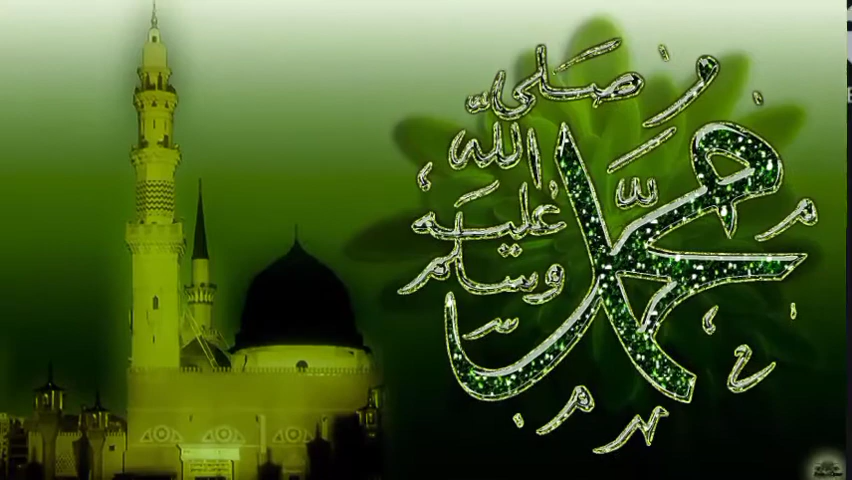 محمد
صلى
الله
عليه
وسلم